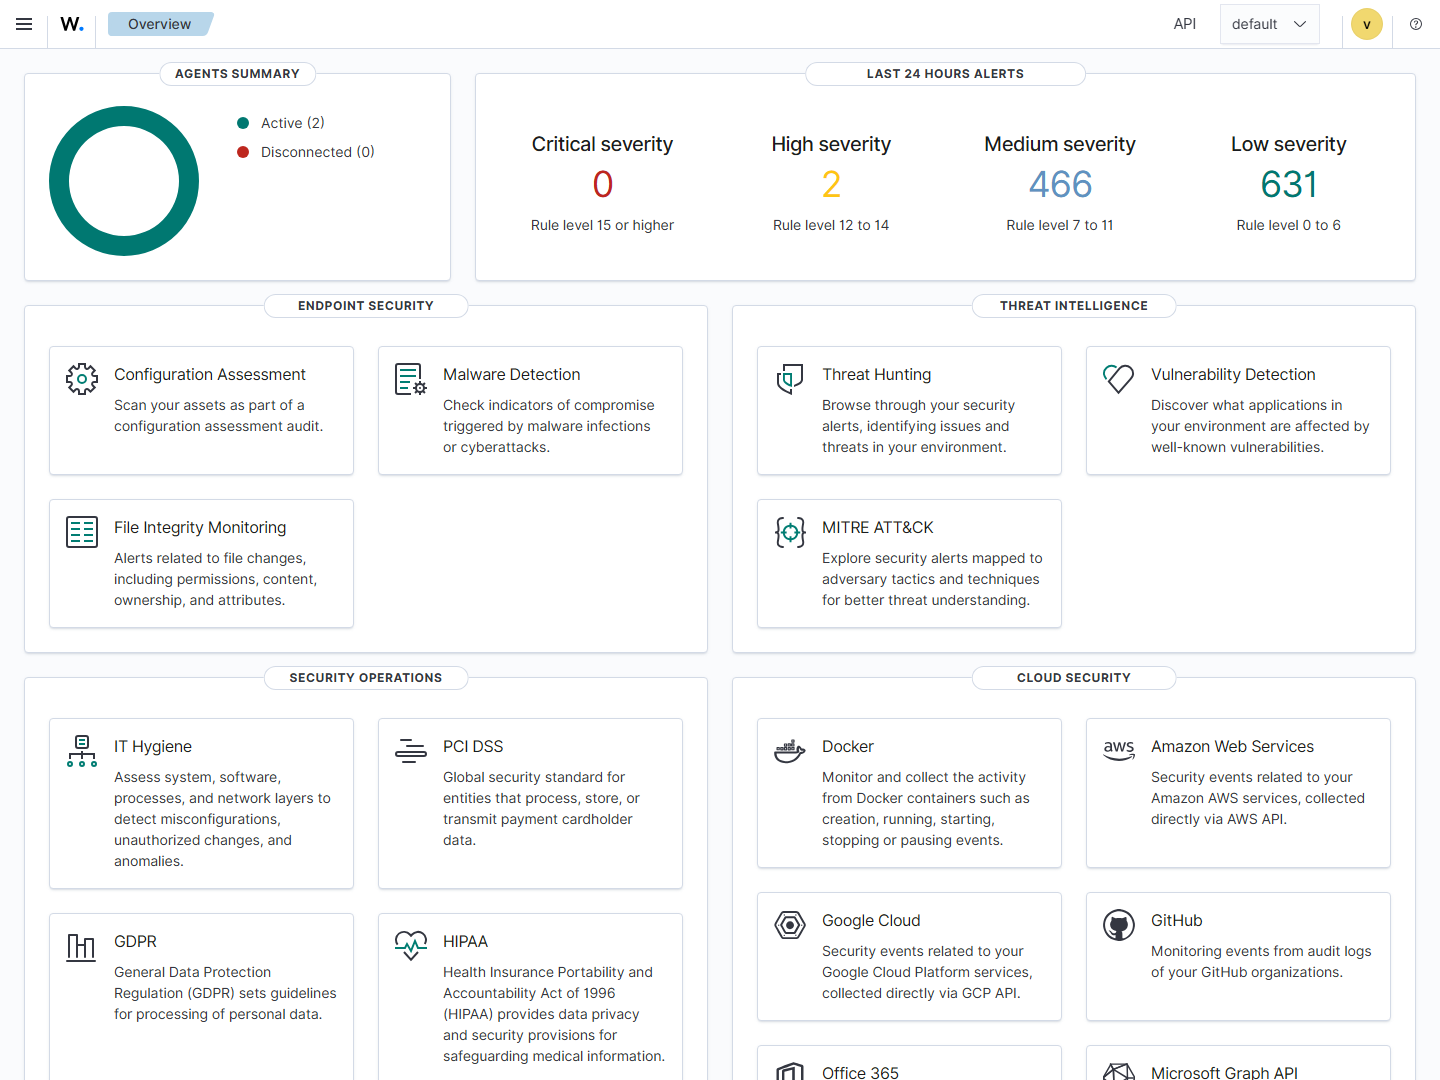 W.
Overview
API
default
v
AGENTS SUMMARY
Active (2)
Disconnected (0)
LAST 24 HOURS ALERTS
Critical severity
0
Rule level 15 or higher
High severity
2
Rule level 12 to 14
Medium severity
466
Rule level 7 to 11
Low severity
631
Rule level 0 to 6
ENDPOINT SECURITY
Configuration Assessment
Scan your assets as part of a
configuration assessment audit.
Malware Detection
Check indicators of compromise
triggered by malware infections
or cyberattacks.
File Integrity Monitoring
Alerts related to file changes,
including permissions, content,
ownership, and attributes.
THREAT INTELLIGENCE
Threat Hunting
Browse through your security
alerts, identifying issues and
threats in your environment.
Vulnerability Detection
Discover what applications in
your environment are affected by
well-known vulnerabilities.
MITRE ATT&CK
Explore security alerts mapped to
adversary tactics and techniques
for better threat understanding.
SECURITY OPERATIONS
IT Hygiene
Assess system, software,
processes, and network layers to
detect misconfigurations,
unauthorized changes, and
anomalies.
PCI DSS
Global security standard for
entities that process, store, or
transmit payment cardholder
data.
GDPR
General Data Protection
Regulation (GDPR) sets guidelines
for processing of personal data.
HIPAA
Health Insurance Portability and
Accountability Act of 1996
(HIPAA) provides data privacy
and security provisions for
safeguarding medical information.
CLOUD SECURITY
Docker
Monitor and collect the activity
from Docker containers such as
creation, running, starting,
stopping or pausing events.
aws
Amazon Web Services
Security events related to your
Amazon AWS services, collected
directly via AWS API.
Google Cloud
Security events related to your
Google Cloud Platform services,
collected directly via GCP API.
GitHub
Monitoring events from audit logs
of your GitHub organizations.
Office 365
Microsoft Graph API